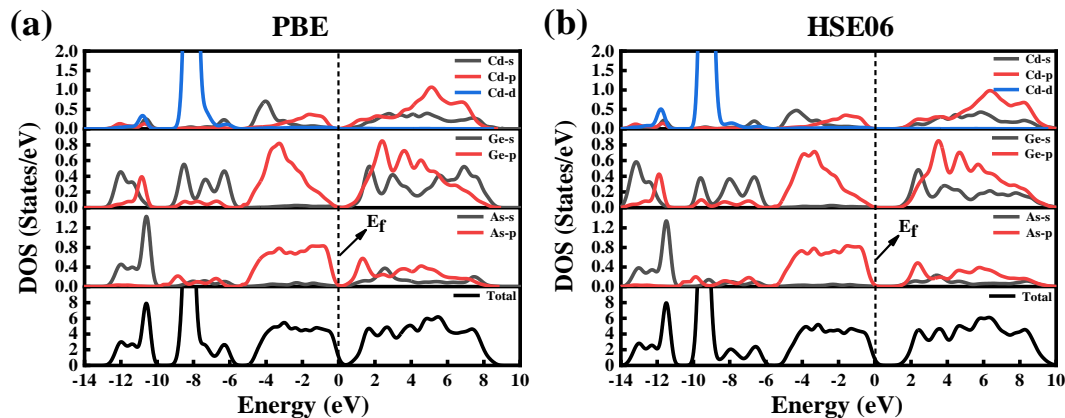 (a) PBE
2.0
1.5
1.0
0.5
0.0
Cd-s
Cd-p
Cd-d
0.8
0.6
0.4
0.2
0.0
Ge-s
Ge-p
1.2
0.8
0.4
0.0
As-s
As-p
E_f
8
6
4
2
0
Total
-14 -12 -10 -8 -6 -4 -2 0 2 4 6 8 10
Energy (eV)
DOS (States/eV)
(b) HSE06
2.0
1.5
1.0
0.5
0.0
Cd-s
Cd-p
Cd-d
0.8
0.6
0.4
0.2
0.0
Ge-s
Ge-p
1.2
0.8
0.4
0.0
As-s
As-p
E_f
8
6
4
2
0
Total
-14 -12 -10 -8 -6 -4 -2 0 2 4 6 8 10
Energy (eV)
DOS (States/eV)